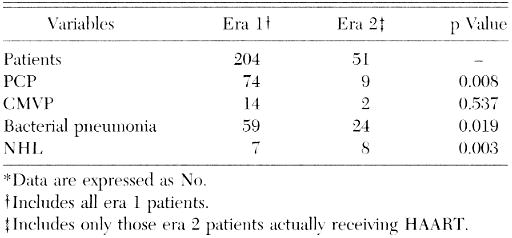 Variables Era 1† Era 2‡ p Value
Patients 204 51 –
PCP 74 9 0.008
CMVP 14 2 0.537
Bacterial pneumonia 59 24 0.019
NHL 7 8 0.003
*Data are expressed as No.
†Includes all era 1 patients.
‡Includes only those era 2 patients actually receiving HAART.